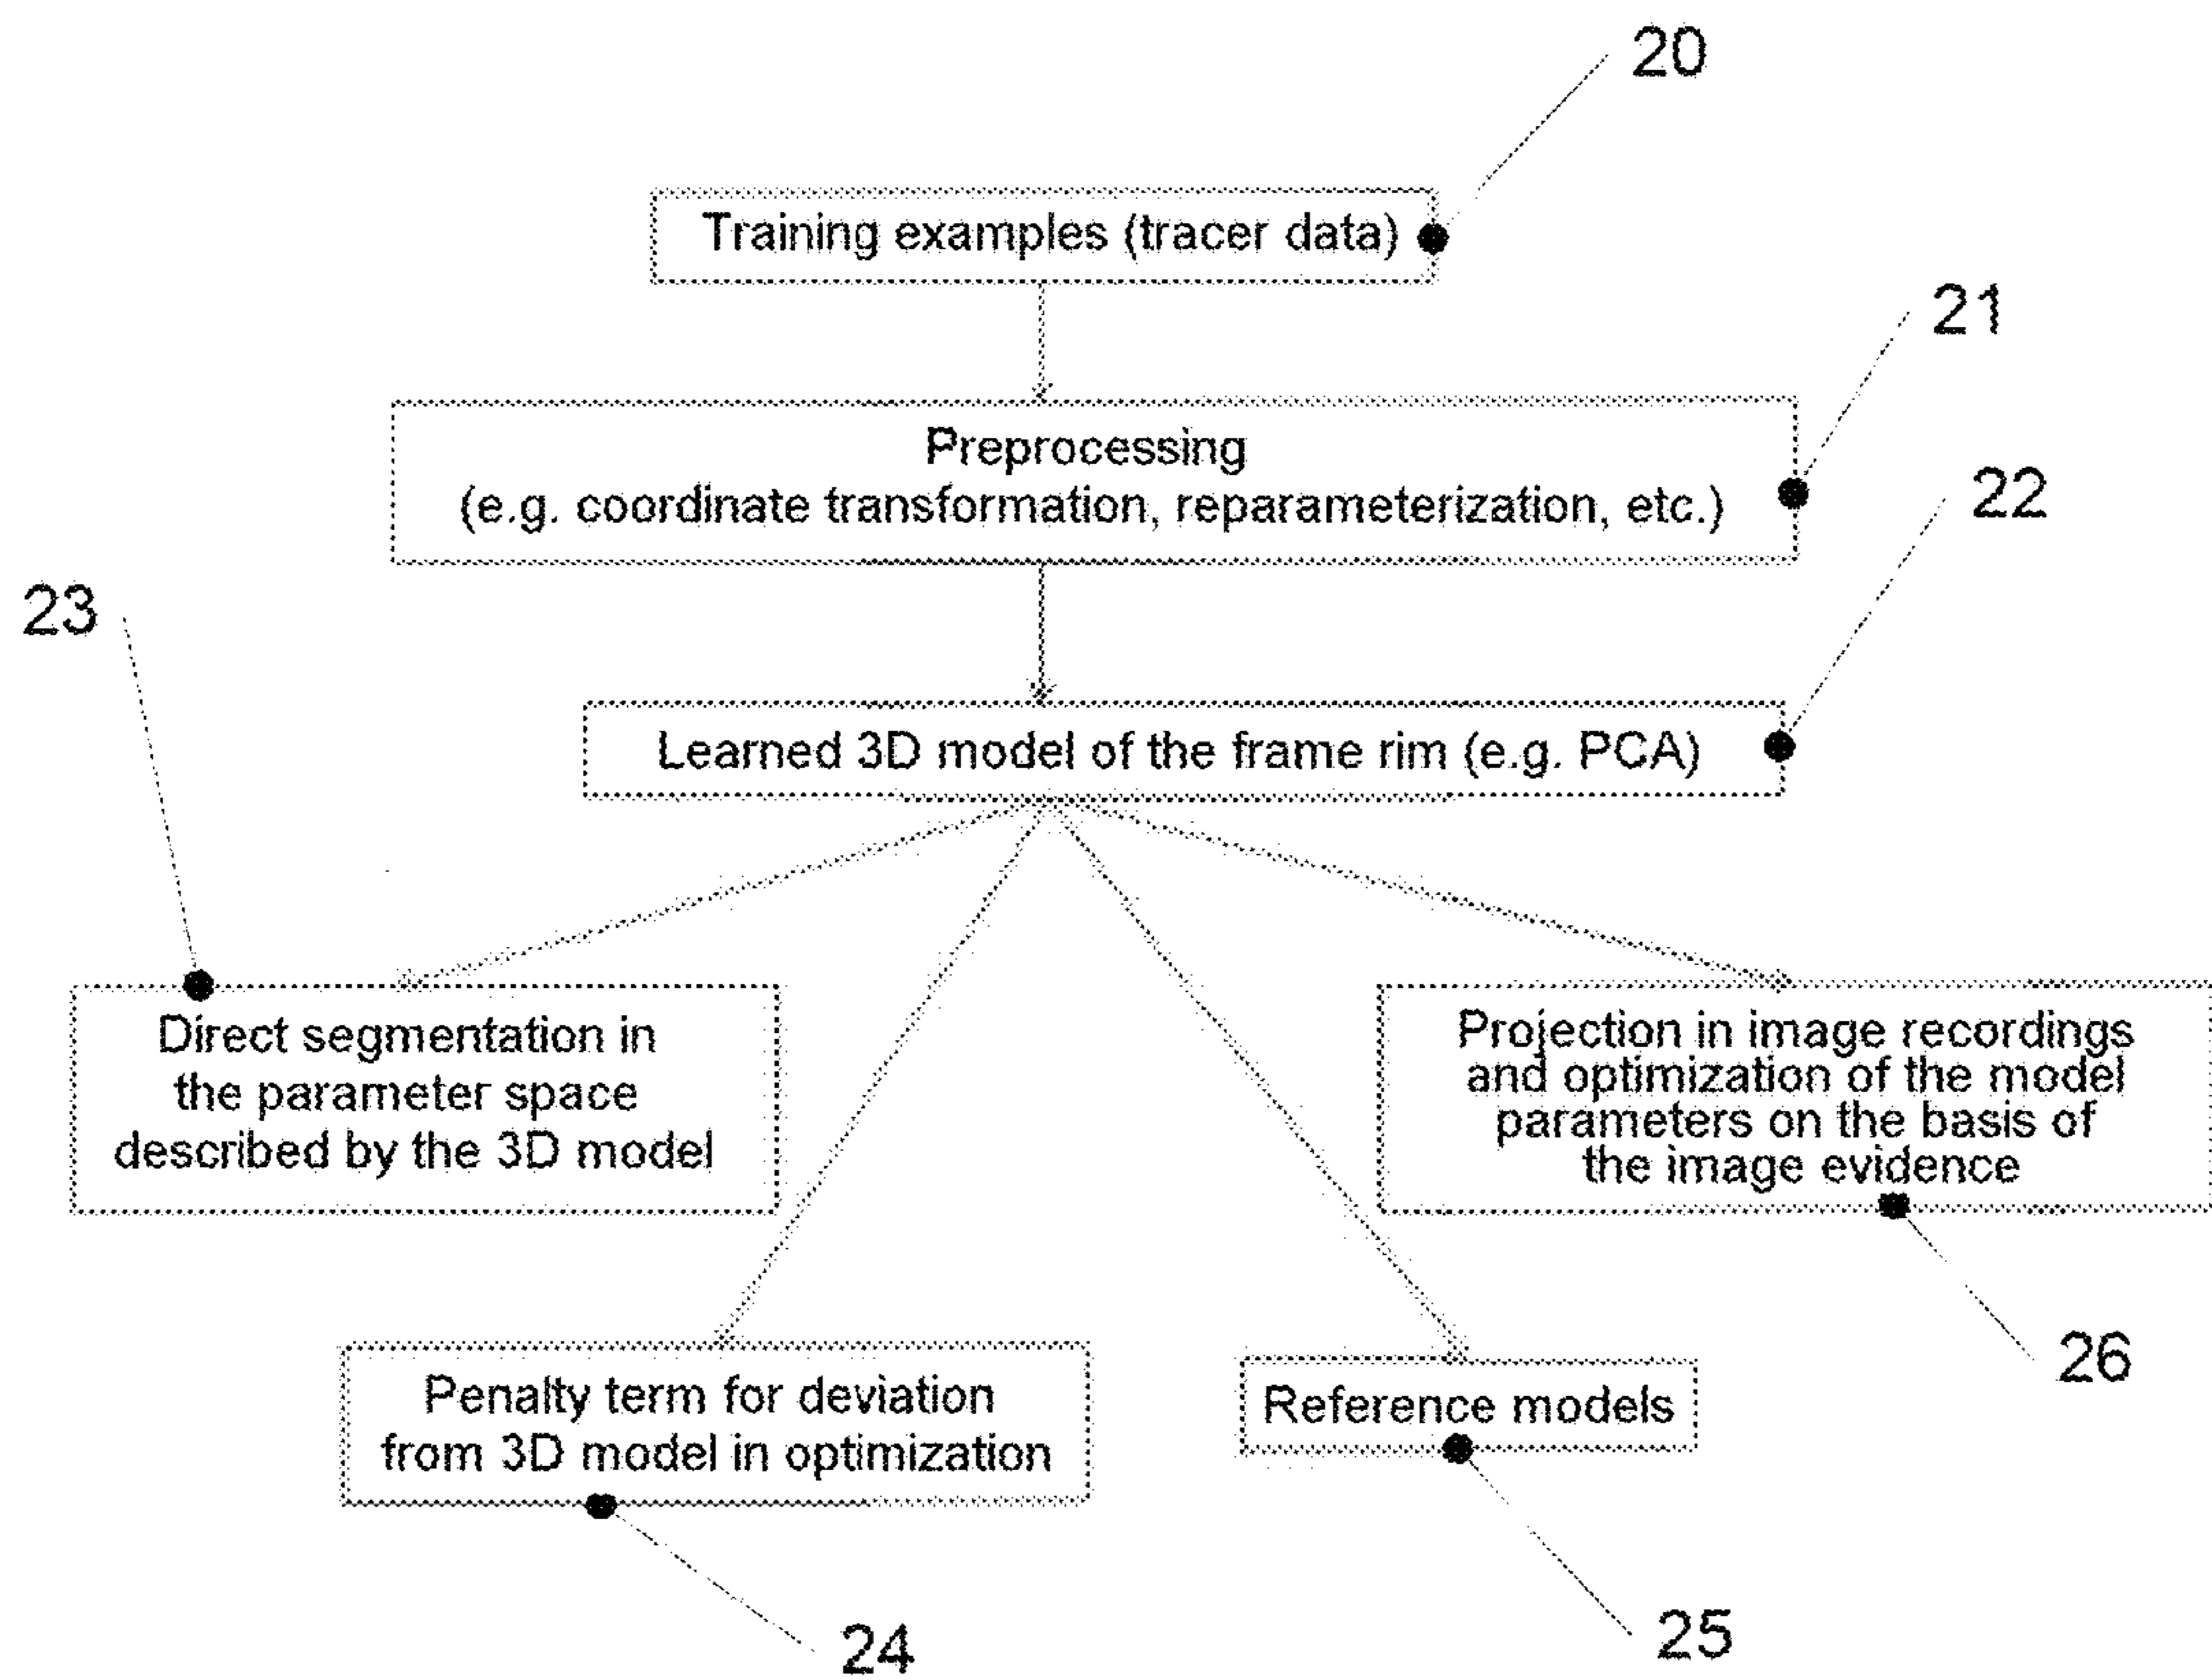 20
Training examples (tracer data)
21
Preprocessing
(e.g. coordinate transformation, reparameterization, etc.)
22
Learned 3D model of the frame rim (e.g. PCA)
23
Direct segmentation in
the parameter space
described by the 3D model
Projection in image recordings
and optimization of the model
parameters on the basis of
the image evidence
26
Penalty term for deviation
from 3D model in optimization
24
Reference models
25